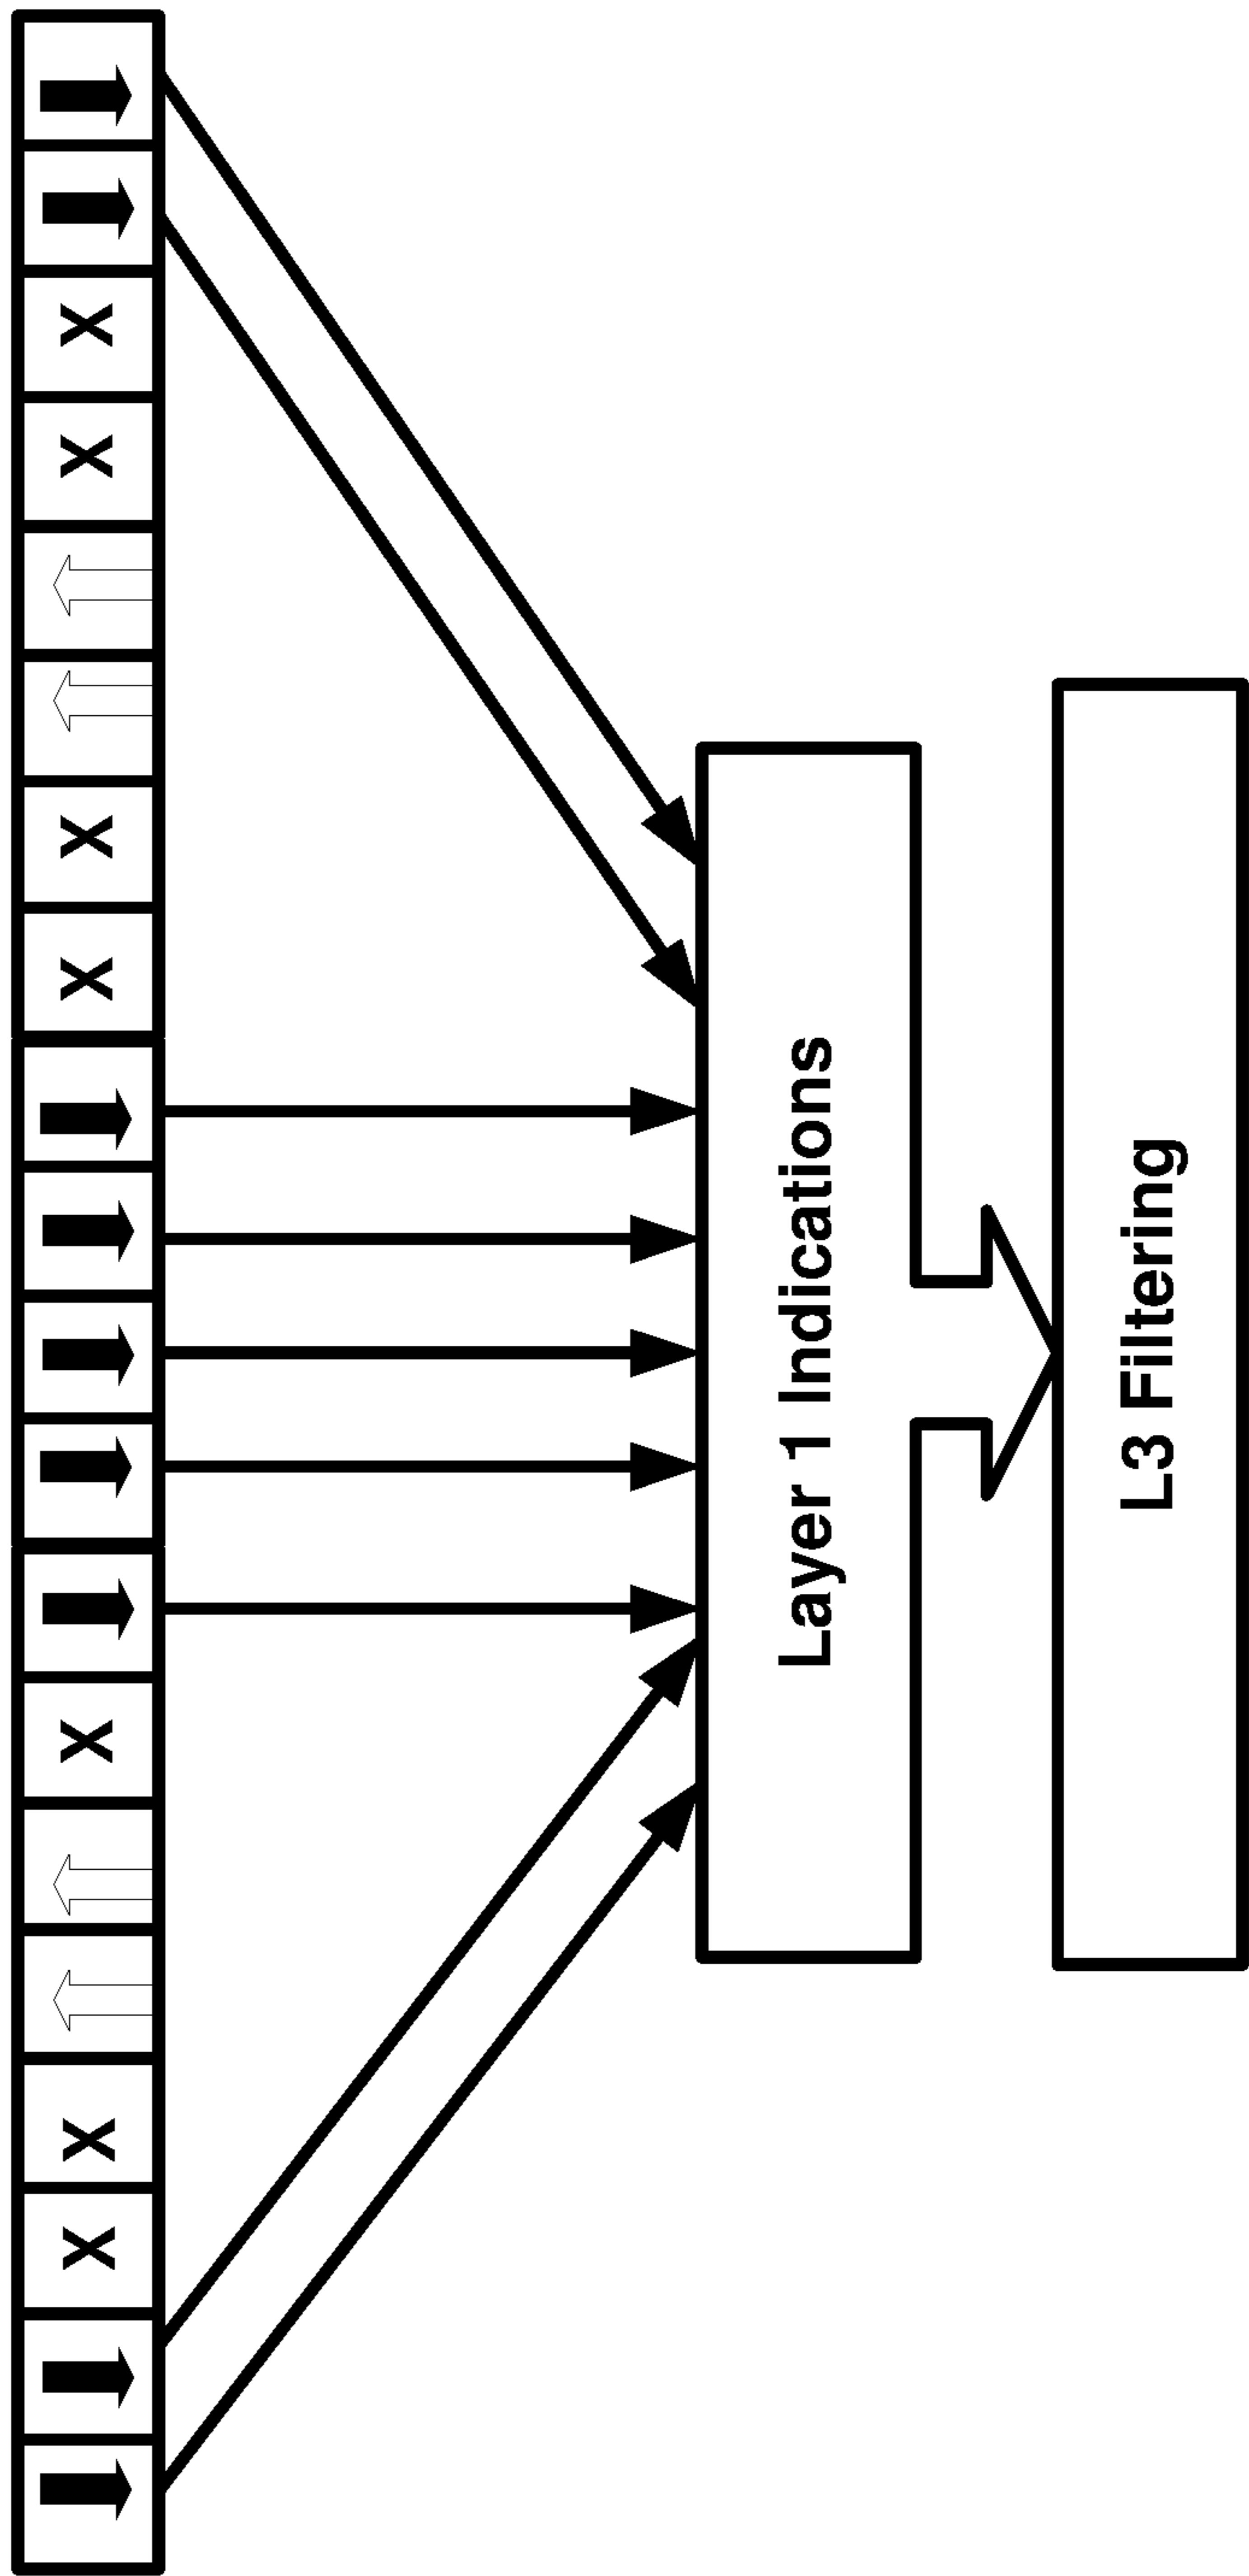 X X X X X X X
Layer 1 Indications
L3 Filtering